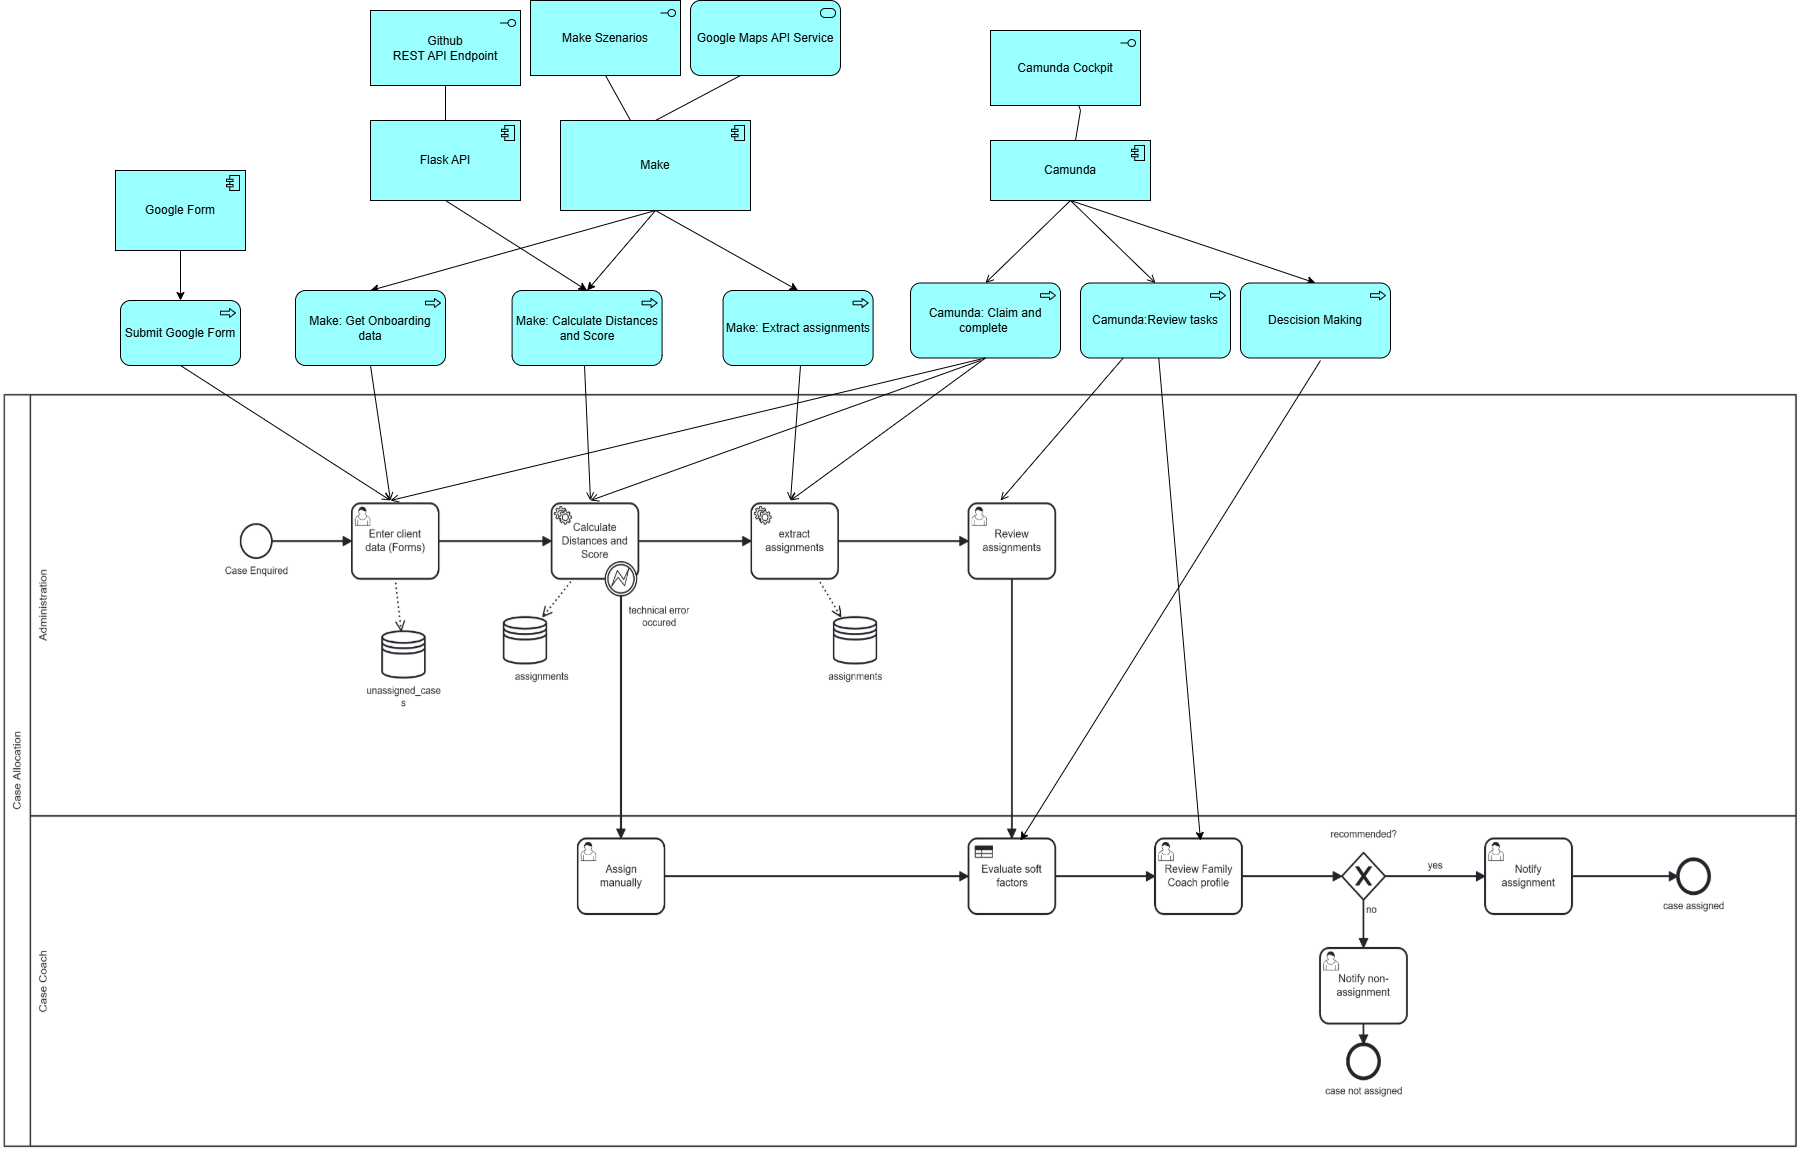 Github
REST API Endpoint
Make Szenarios
Google Maps API Service
Camunda Cockpit
Flask API
Make
Camunda
Google Form
Submit Google Form
Make: Get Onboarding
data
Make: Calculate Distances
and Score
Make: Extract assignments
Camunda: Claim and
complete
Camunda:Review tasks
Descision Making
Case Allocation
Administration
Case Enquired
Enter client
data (Forms)
Calculate
Distances and
Score
extract
assignments
Review
assignments
technical error
occured
unassigned_case
s
assignments
assignments
Case Coach
Assign
manually
Evaluate soft
factors
Review Family
Coach profile
recommended?
yes
no
Notify
assignment
case assigned
Notify non-
assignment
case not assigned